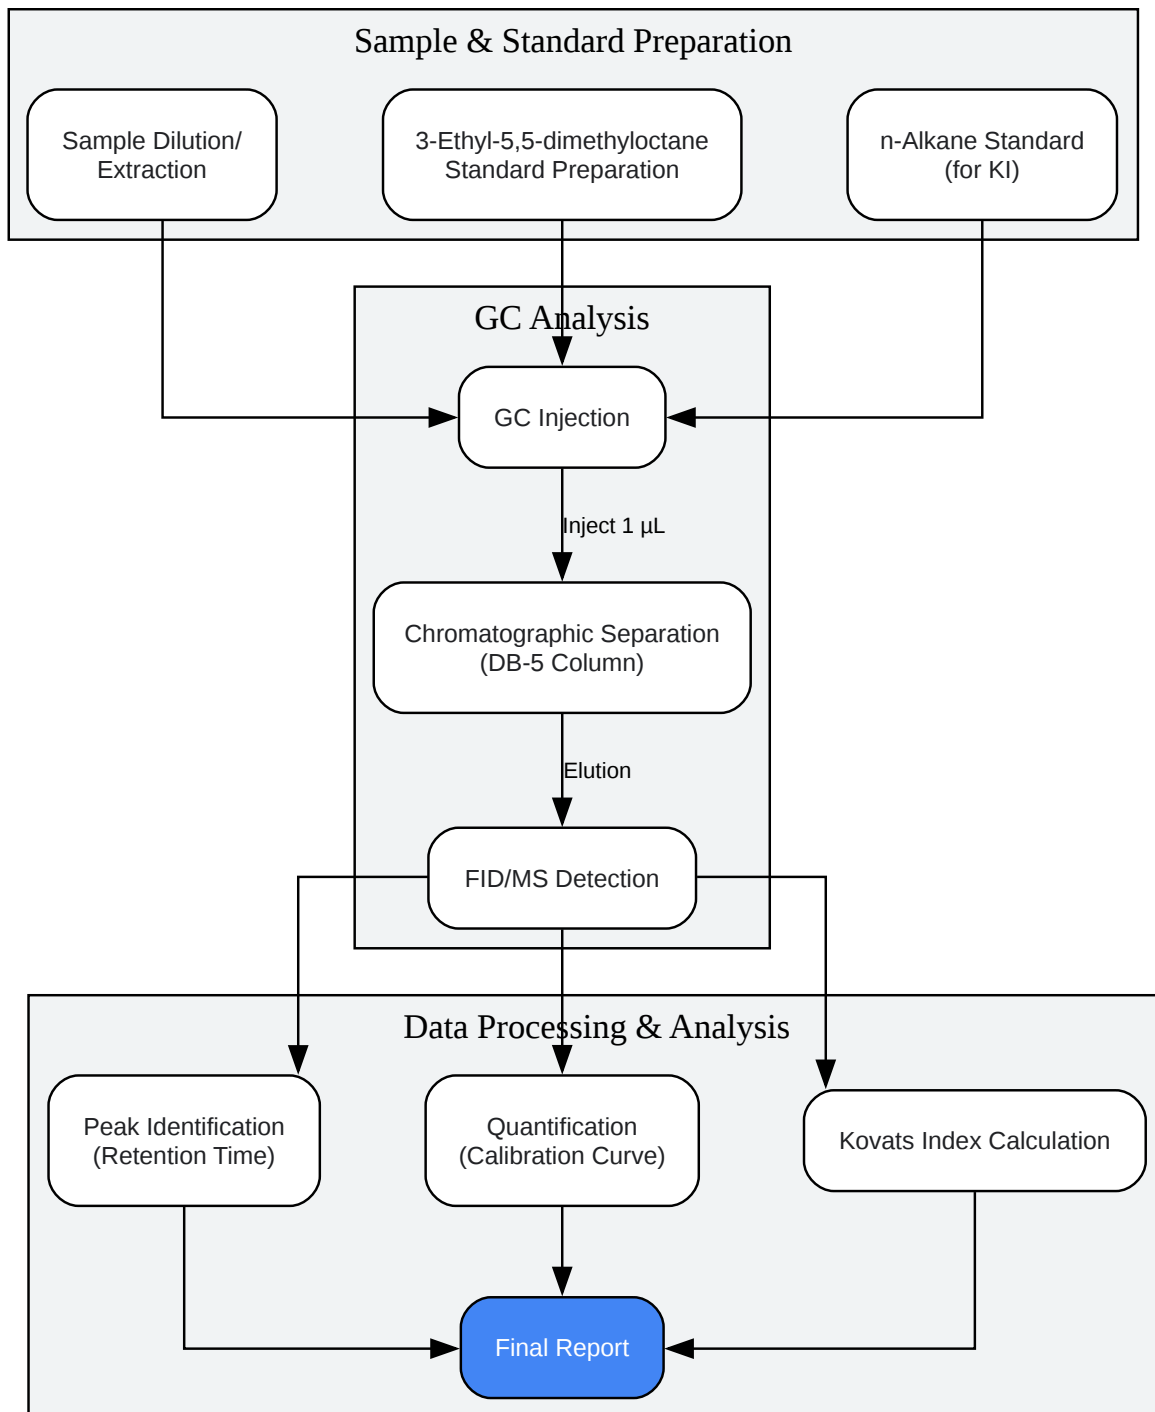 Sample & Standard Preparation
Sample Dilution/
Extraction
3-Ethyl-5,5-dimethyloctane
Standard Preparation
n-Alkane Standard
(for KI)
GC Analysis
GC Injection
Inject 1 µL
Chromatographic Separation
(DB-5 Column)
Elution
FID/MS Detection
Data Processing & Analysis
Peak Identification
(Retention Time)
Quantification
(Calibration Curve)
Kovats Index Calculation
Final Report